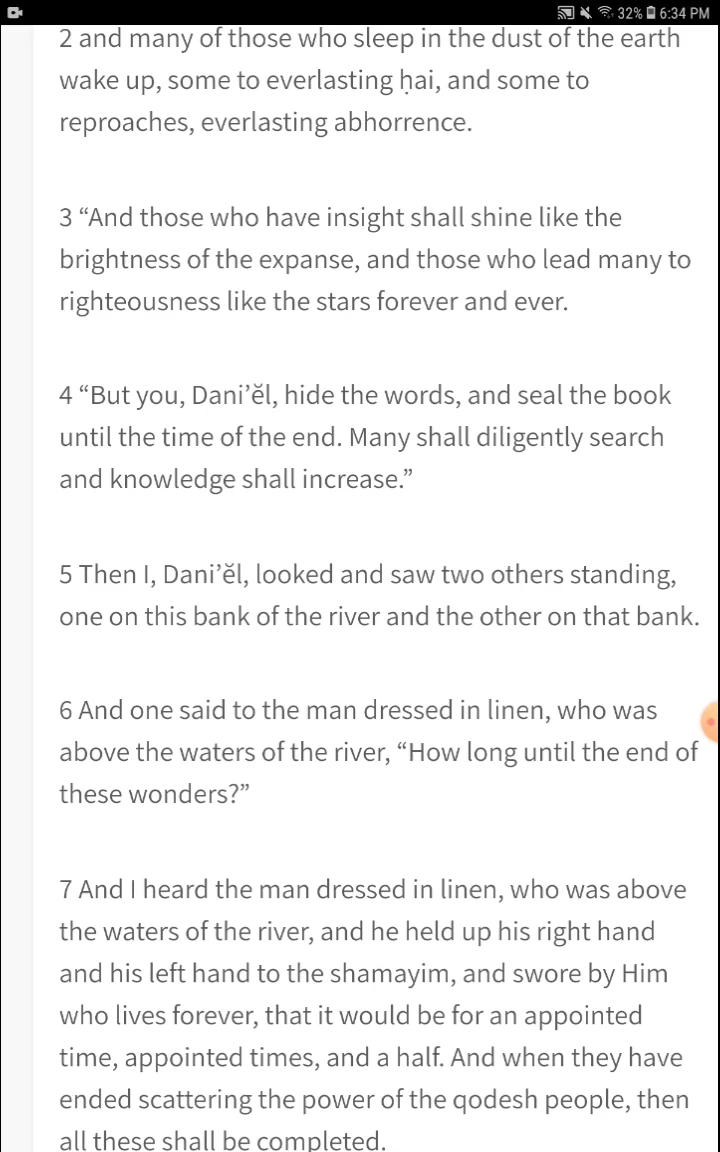 32% 6:34 PM
2 and many of those who sleep in the dust of the earth
wake up, some to everlasting ḥai, and some to
reproaches, everlasting abhorrence.
3 “And those who have insight shall shine like the
brightness of the expanse, and those who lead many to
righteousness like the stars forever and ever.
4 “But you, Dani’ĕl, hide the words, and seal the book
until the time of the end. Many shall diligently search
and knowledge shall increase.”
5 Then I, Dani’ĕl, looked and saw two others standing,
one on this bank of the river and the other on that bank.
6 And one said to the man dressed in linen, who was
above the waters of the river, “How long until the end of
these wonders?”
7 And I heard the man dressed in linen, who was above
the waters of the river, and he held up his right hand
and his left hand to the shamayim, and swore by Him
who lives forever, that it would be for an appointed
time, appointed times, and a half. And when they have
ended scattering the power of the qodesh people, then
all these shall be completed.